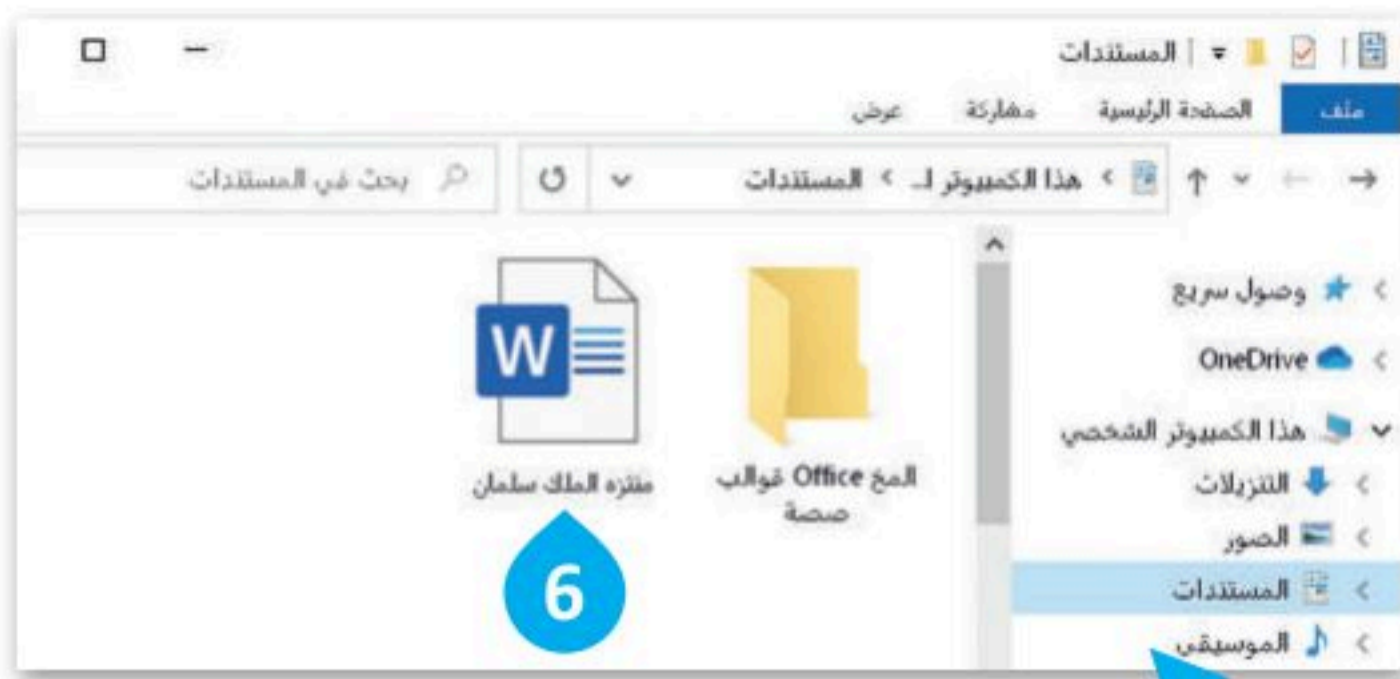 المستندات
ملف الصفحة الرئيسية مشاركة عرض
هذا الكمبيوتر لـ... > المستندات
بحث في المستندات
وصول سريع
OneDrive
هذا الكمبيوتر الشخصي
التنزيلات
الصور
المستندات
الموسيقى
المخ Office قوالب
صصة
منتزه الملك سلمان
W
6